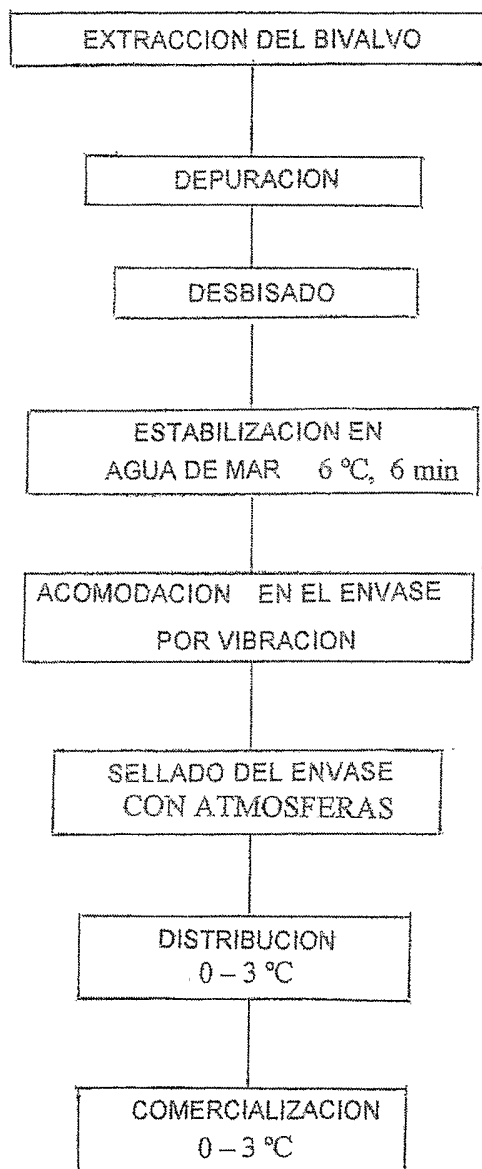 EXTRACCION DEL BIVALVO
DEPURACION
DESBISADO
ESTABILIZACION EN
AGUA DE MAR 6 ºC, 6 min
ACOMODACION EN EL ENVASE
POR VIBRACION
SELLADO DEL ENVASE
CON ATMOSFERAS
DISTRIBUCION
0 – 3 ºC
COMERCIALIZACION
0 – 3 ºC